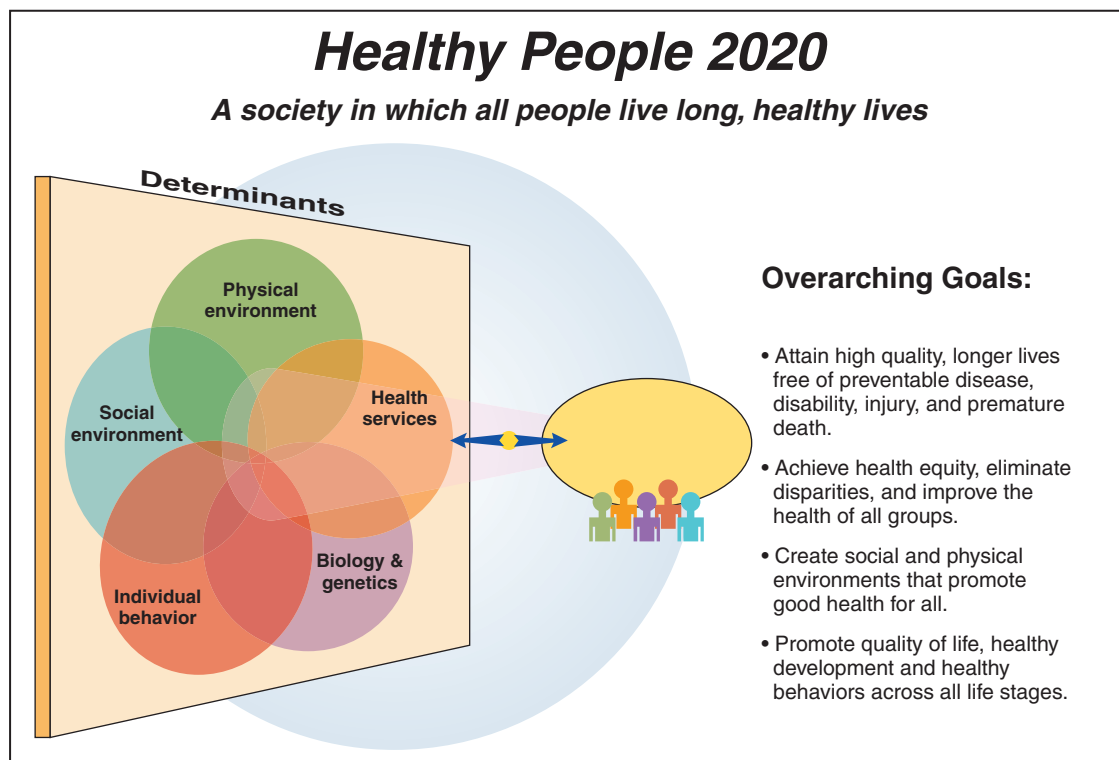 Healthy People 2020
A society in which all people live long, healthy lives
Determinants
Physical
environment
Social
environment
Health
services
Individual
behavior
Biology &
genetics
Overarching Goals:
• Attain high quality, longer lives
free of preventable disease,
disability, injury, and premature
death.
• Achieve health equity, eliminate
disparities, and improve the
health of all groups.
• Create social and physical
environments that promote
good health for all.
• Promote quality of life, healthy
development and healthy
behaviors across all life stages.